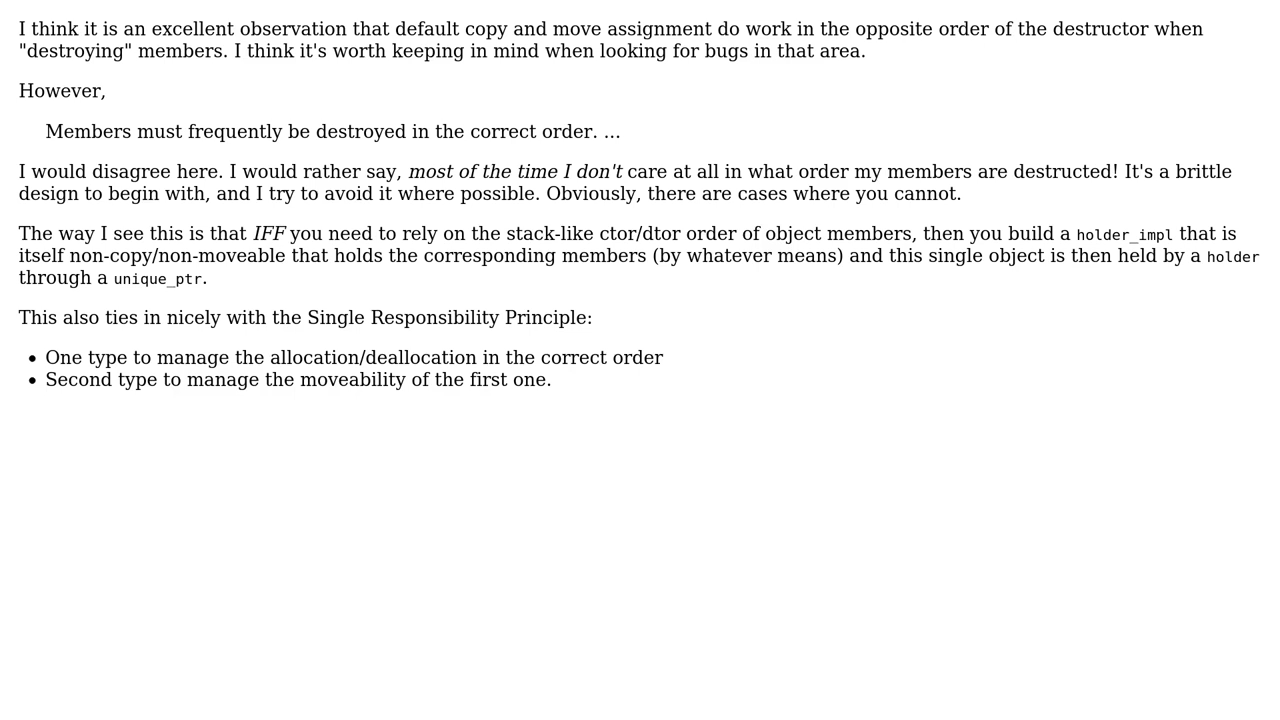 I think it is an excellent observation that default copy and move assignment do work in the opposite order of the destructor when
"destroying" members. I think it's worth keeping in mind when looking for bugs in that area.
However,
Members must frequently be destroyed in the correct order. ...
I would disagree here. I would rather say, most of the time I don't care at all in what order my members are destructed! It's a brittle
design to begin with, and I try to avoid it where possible. Obviously, there are cases where you cannot.
The way I see this is that IFF you need to rely on the stack-like ctor/dtor order of object members, then you build a holder_impl that is
itself non-copy/non-moveable that holds the corresponding members (by whatever means) and this single object is then held by a holder
through a unique_ptr.
This also ties in nicely with the Single Responsibility Principle:
• One type to manage the allocation/deallocation in the correct order
• Second type to manage the moveability of the first one.